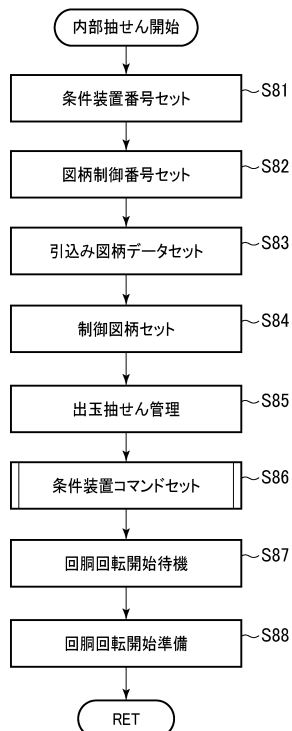 内部抽せん開始
条件装置番号セット
S81
図柄制御番号セット
S82
引込み図柄データセット
S83
制御図柄セット
S84
出玉抽せん管理
S85
条件装置コマンドセット
S86
回胴回転開始待機
S87
回胴回転開始準備
S88
RET